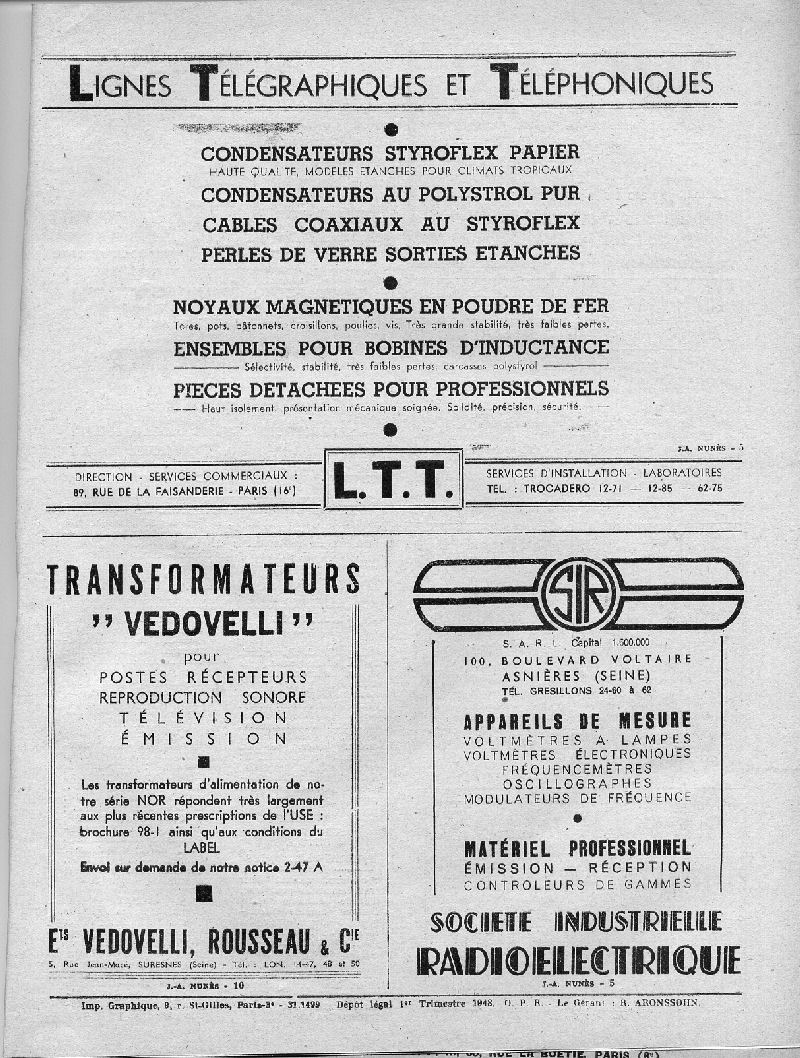 LIGNES TÉLÉGRAPHIQUES ET TÉLÉPHONIQUES
CONDENSATEURS STYROFLEX PAPIER
HAUTE QUALITE, MODELES ETANCHES POUR CLIMATS TROPICAUX
CONDENSATEURS AU POLYSTROL PUR
CABLES COAXIAUX AU STYROFLEX
PERLES DE VERRE SORTIES ETANCHES
NOYAUX MAGNETIQUES EN POUDRE DE FER
Tores, pots, bâtonnets, croisillons, poulies, vis. Très grande stabilité, très faibles pertes.
ENSEMBLES POUR BOBINES D'INDUCTANCE
Sélectivité, stabilité, très faibles pertes, carcasses polystyrol
PIECES DETACHEES POUR PROFESSIONNELS
Haut isolement, présentation mécanique soignée. Solidité, précision, sécurité.
J.A. NUNÈS - 5
DIRECTION - SERVICES COMMERCIAUX :
89, RUE DE LA FAISANDERIE - PARIS (16e)
L.T.T.
SERVICES D'INSTALLATION - LABORATOIRES
TEL. : TROCADERO 12-71 — 12-85 — 62-75
TRANSFORMATEURS
" VEDOVELLI "
pour
POSTES RÉCEPTEURS
REPRODUCTION SONORE
TÉLÉVISION
ÉMISSION
Les transformateurs d'alimentation de no-
tre série NOR répondent très largement
aux plus récentes prescriptions de l'USE :
brochure 98-1 ainsi qu'aux conditions du
LABEL
Envoi sur demande de notre notice 2-47 A
Ets VEDOVELLI, ROUSSEAU & Cie
5, Rue Jean-Macé, SURESNES (Seine) - Tél. : LON. 14-47, 48 et 50
J.-A. NUNÈS - 10
SIR
S. A. R. L. Capital 1.500.000
100, BOULEVARD VOLTAIRE
ASNIÈRES (SEINE)
TÉL. GRESILLONS 24-60 à 62
APPAREILS DE MESURE
VOLTMÈTRES A LAMPES
VOLTMÈTRES ÉLECTRONIQUES
FRÉQUENCEMÈTRES
OSCILLOGRAPHES
MODULATEURS DE FRÉQUENCE
MATÉRIEL PROFESSIONNEL
ÉMISSION — RÉCEPTION
CONTROLEURS DE GAMMES
SOCIETE INDUSTRIELLE
RADIOELECTRIQUE
J.-A. NUNÈS - 5
Imp. Graphique, 9, r. St-Gilles, Paris-3e - 31.1499 Dépôt légal 1er Trimestre 1948. O. P. R. - Le Gérant : R. ARONSSOHN.
RUE LA BOETIE, PARIS (8e)